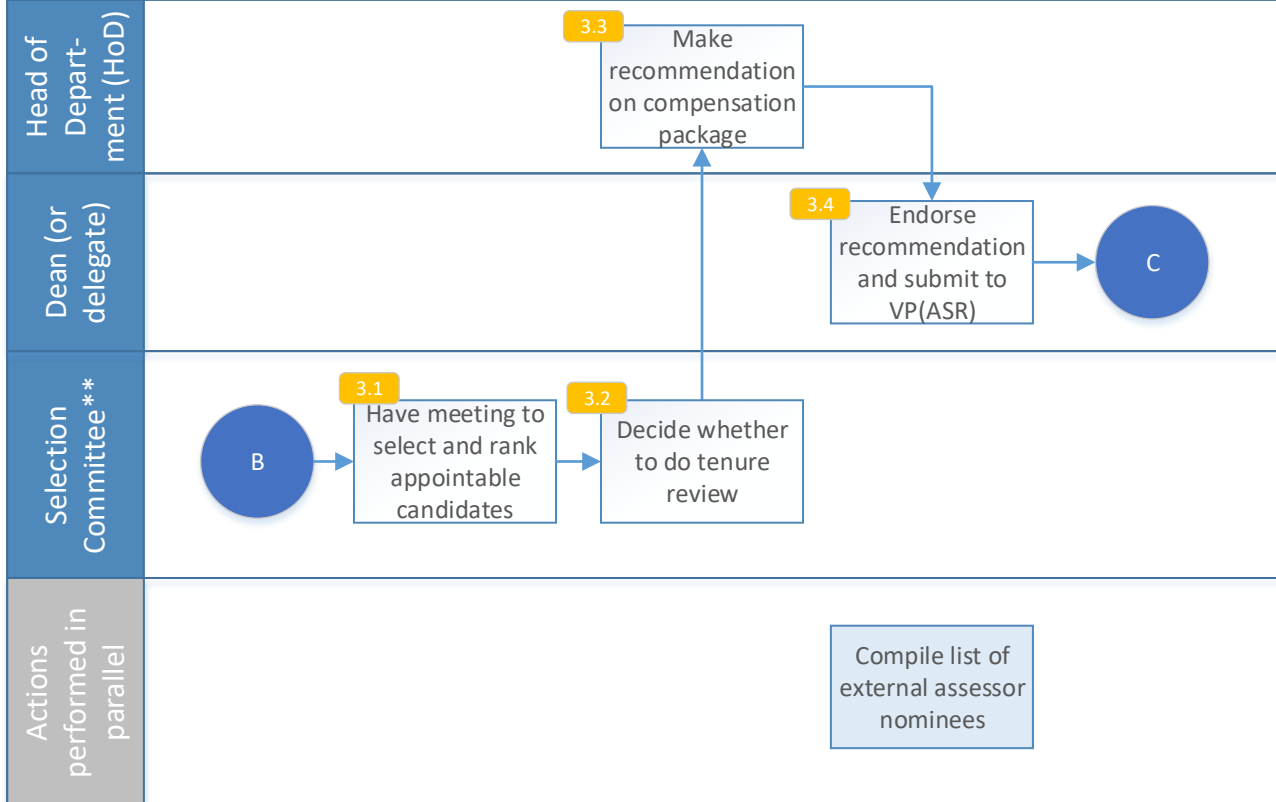 Head of
Depart-
ment (HoD)
3.3
Make
recommendation
on compensation
package
Dean (or
delegate)
3.4
Endorse
recommendation
and submit to
VP(ASR)
C
Selection
Committee**
B
3.1
Have meeting to
select and rank
appointable
candidates
3.2
Decide whether
to do tenure
review
Actions
performed in
parallel
Compile list of
external assessor
nominees